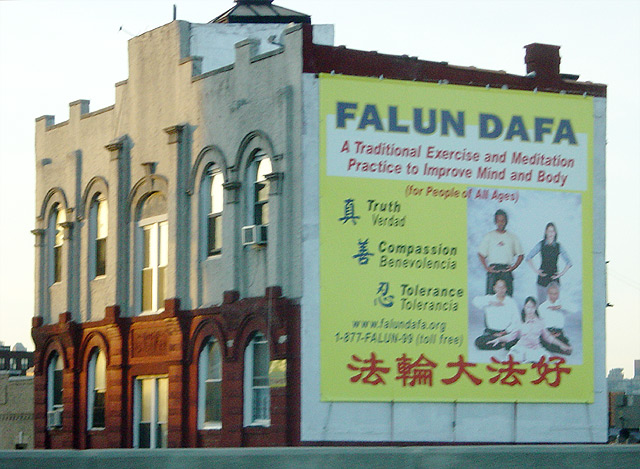 FALUN DAFA
A Traditional Exercise and Meditation
Practice to Improve Mind and Body
(for People of All Ages)
真 Truth
Verdad
善 Compassion
Benevolencia
忍 Tolerance
Tolerancia
www.falundafa.org
1-877-FALUN-99 (toll free)
法輪大法好